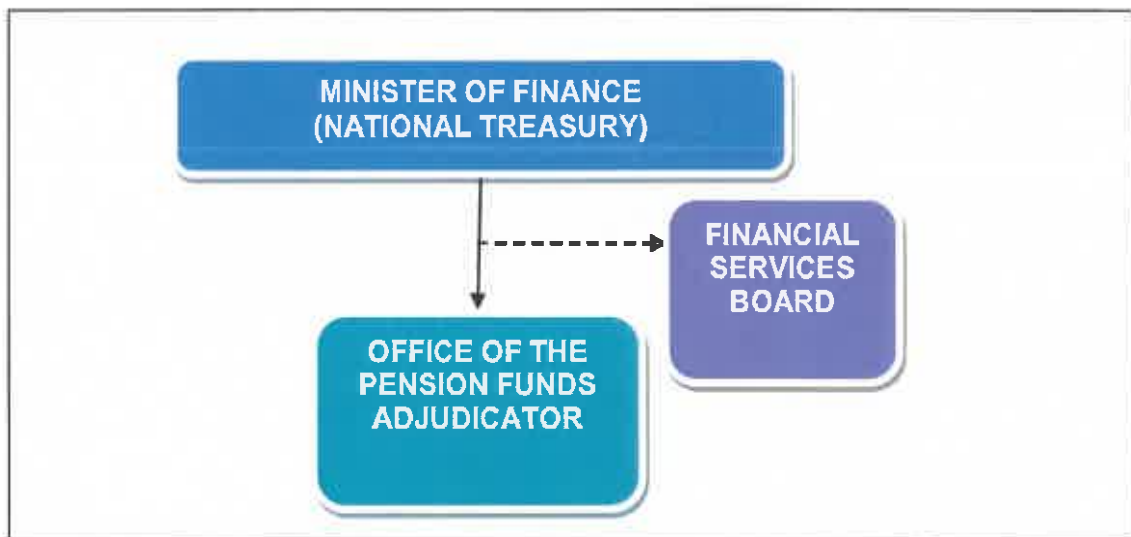 MINISTER OF FINANCE
(NATIONAL TREASURY)
FINANCIAL
SERVICES
BOARD
OFFICE OF THE
PENSION FUNDS
ADJUDICATOR